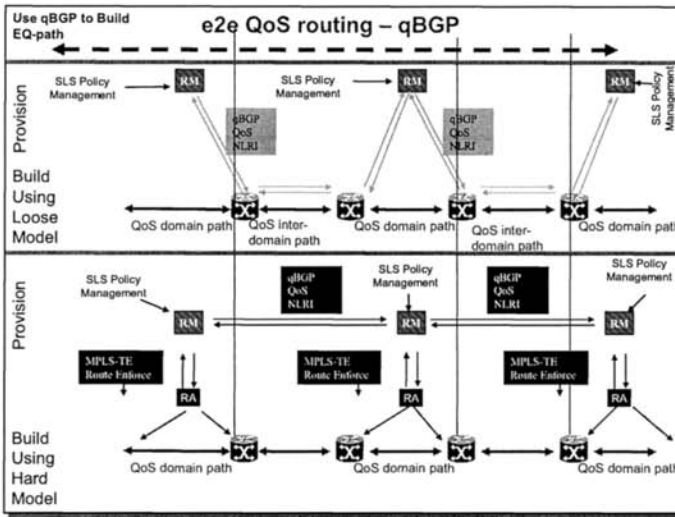 Use qBGP to Build
EQ-path
e2e QoS routing – qBGP
Provision
SLS Policy
Management
RM
SLS Policy
Management
RM
RM
SLS Policy
Management
qBGP
QoS
NLRI
qBGP
QoS
NLRI
Build
Using
Loose
Model
QoS domain path
QoS inter-
domain path
QoS domain path
QoS inter-
domain path
QoS domain path
Provision
SLS Policy
Management
qBGP
QoS
NLRI
SLS Policy
Management
qBGP
QoS
NLRI
SLS Policy
Management
RM
RM
RM
MPLS-TE
Route Enforce
MPLS-TE
Route Enforce
MPLS-TE
Route Enforce
RA
RA
RA
Build
Using
Hard
Model
QoS domain path
QoS domain path
QoS domain path